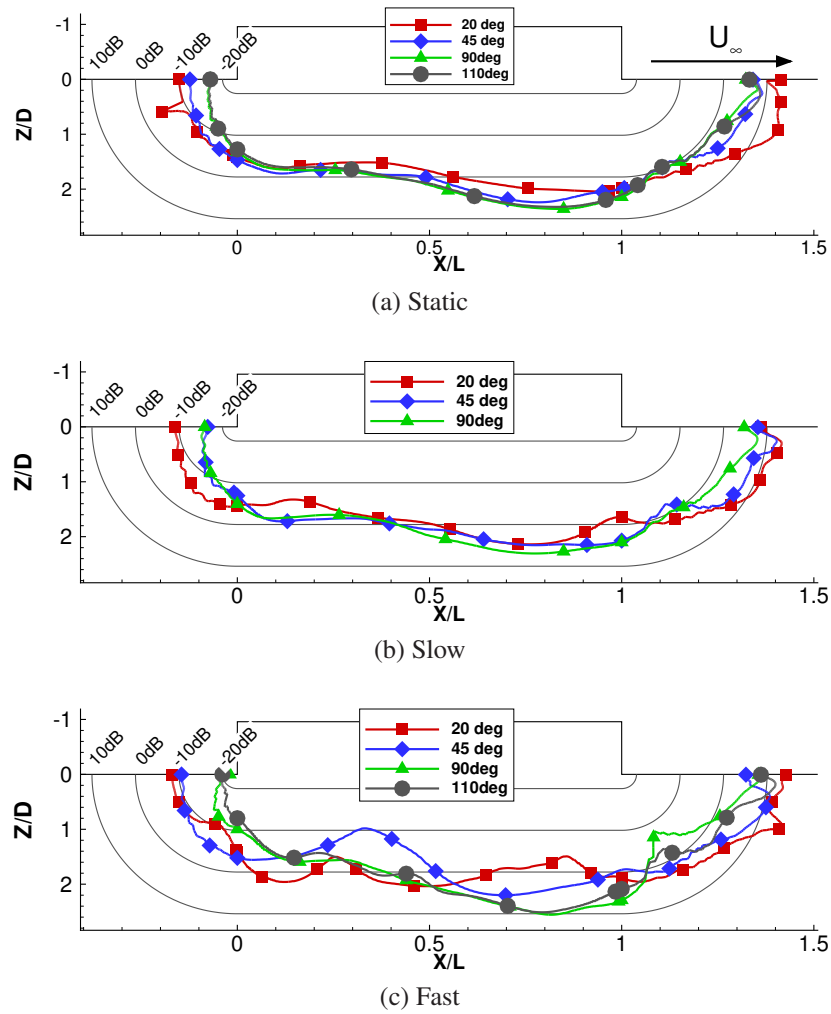 -1
0
1
2
Z/D
10dB
0dB
-10dB
-20dB
20 deg
45 deg
90deg
110deg
U∞
0
0.5
1
1.5
X/L
(a) Static
-1
0
1
2
Z/D
10dB
0dB
-10dB
-20dB
20 deg
45 deg
90deg
0
0.5
1
1.5
X/L
(b) Slow
-1
0
1
2
Z/D
10dB
0dB
-10dB
-20dB
20 deg
45 deg
90deg
110deg
0
0.5
1
1.5
X/L
(c) Fast